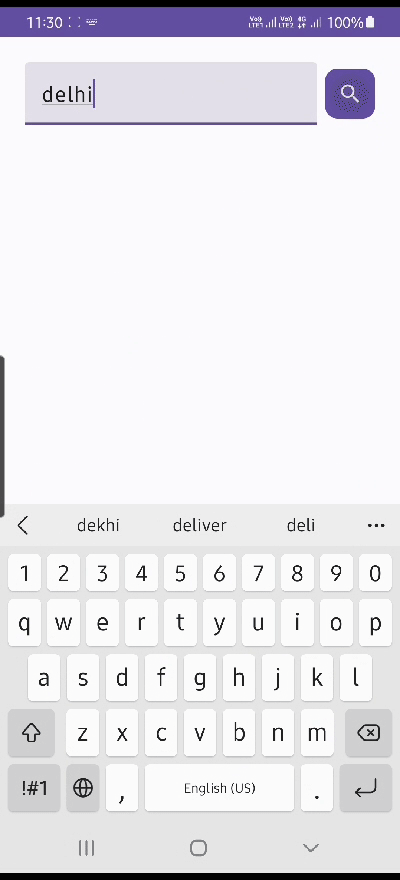 11:30 Vo) LTE1 Vo) LTE2 4G 100%
delhi
dekhi deliver deli
1 2 3 4 5 6 7 8 9 0
q w e r t y u i o p
a s d f g h j k l
z x c v b n m
!#1 , English (US) .